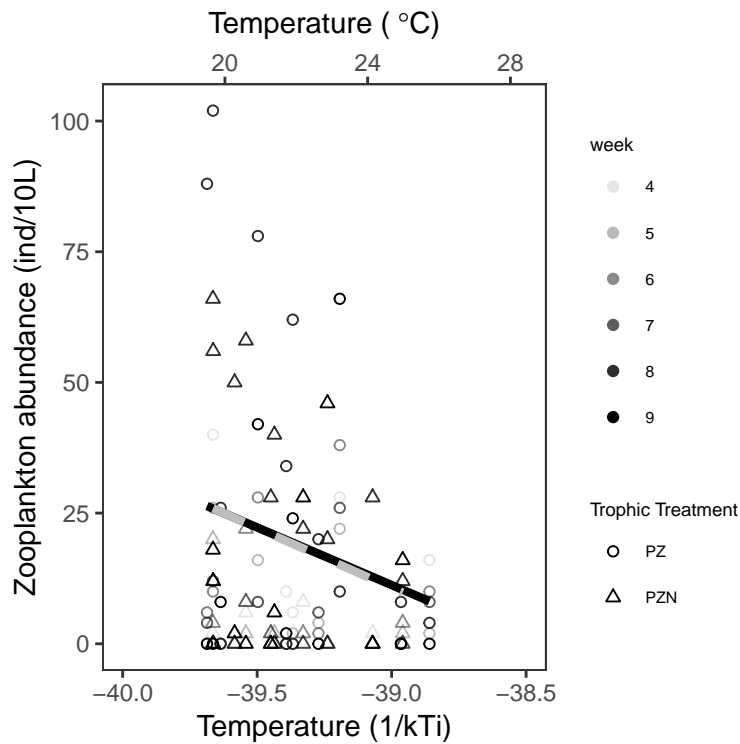 Temperature ( °C)
20 24 28
Zooplankton abundance (ind/10L)
100
75
50
25
0
−40.0 −39.5 −39.0 −38.5
Temperature (1/kTi)
week
4
5
6
7
8
9
Trophic Treatment
PZ
PZN